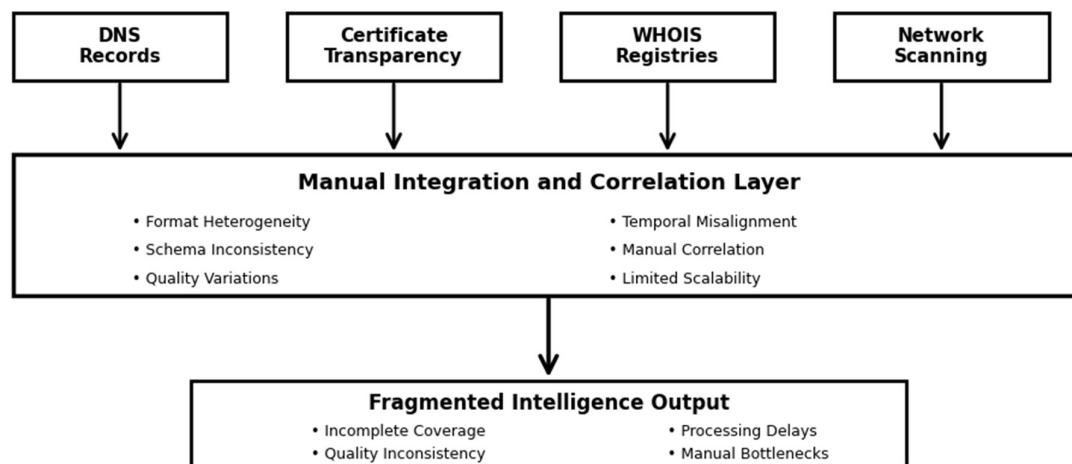 DNS
Records
Certificate
Transparency
WHOIS
Registries
Network
Scanning
Manual Integration and Correlation Layer
• Format Heterogeneity
• Schema Inconsistency
• Quality Variations
• Temporal Misalignment
• Manual Correlation
• Limited Scalability
Fragmented Intelligence Output
• Incomplete Coverage
• Quality Inconsistency
• Processing Delays
• Manual Bottlenecks